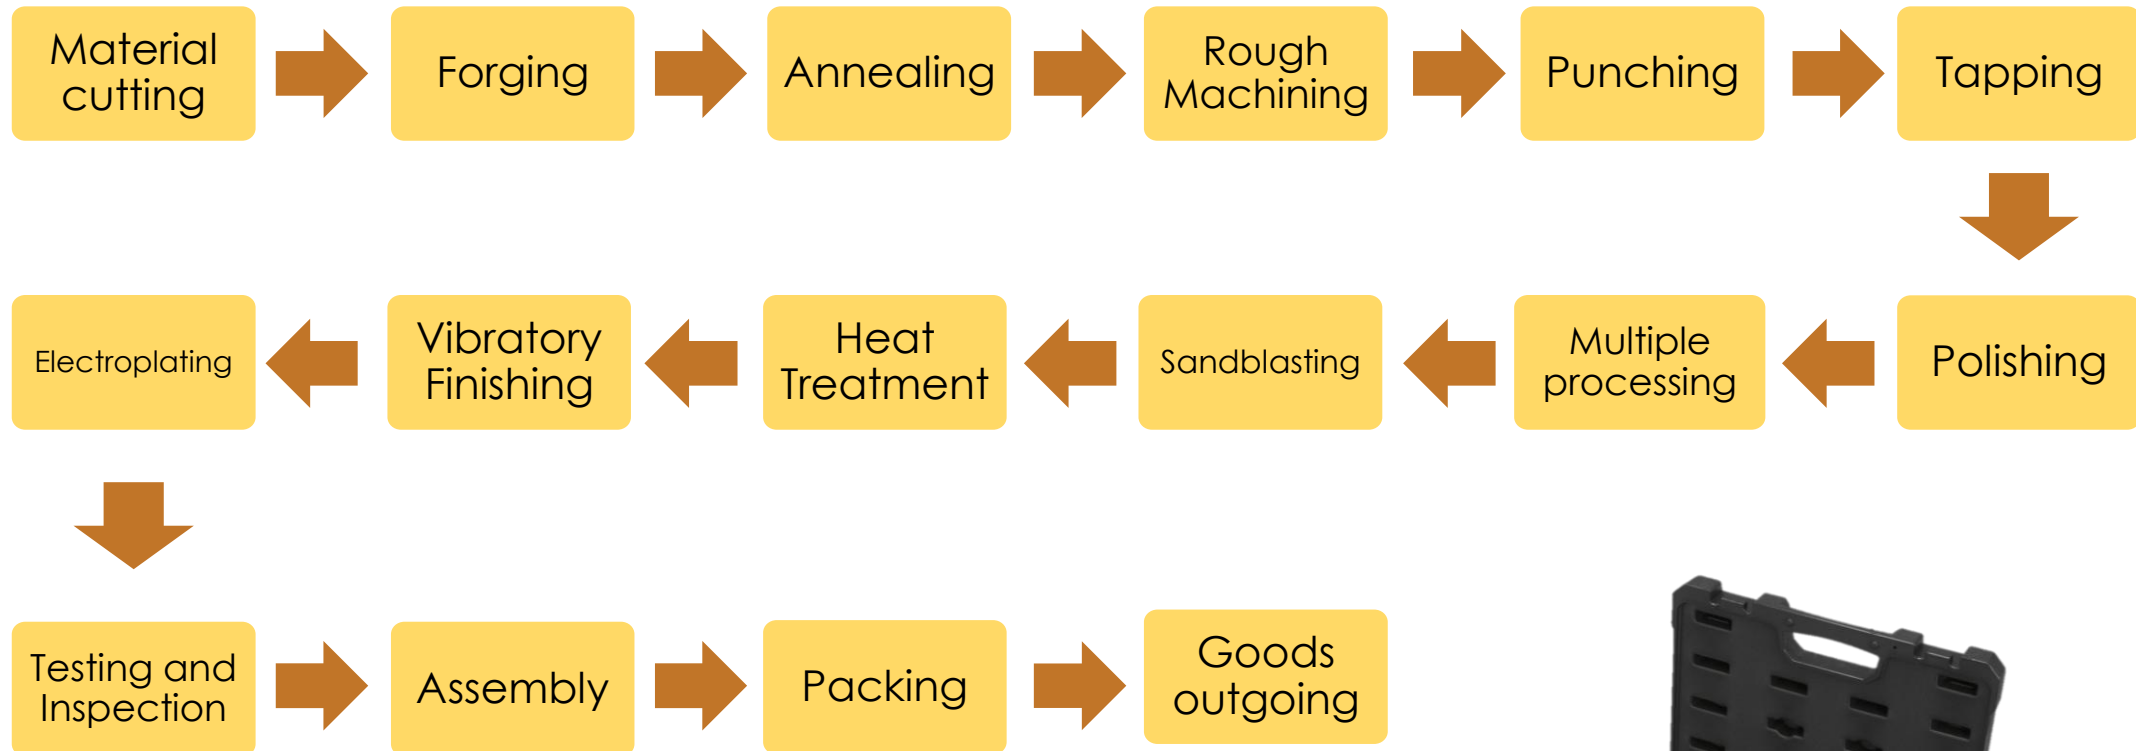 Material
cutting
Forging
Annealing
Rough
Machining
Punching
Tapping
Polishing
Multiple
processing
Sandblasting
Heat
Treatment
Vibratory
Finishing
Electroplating
Testing and
Inspection
Assembly
Packing
Goods
outgoing